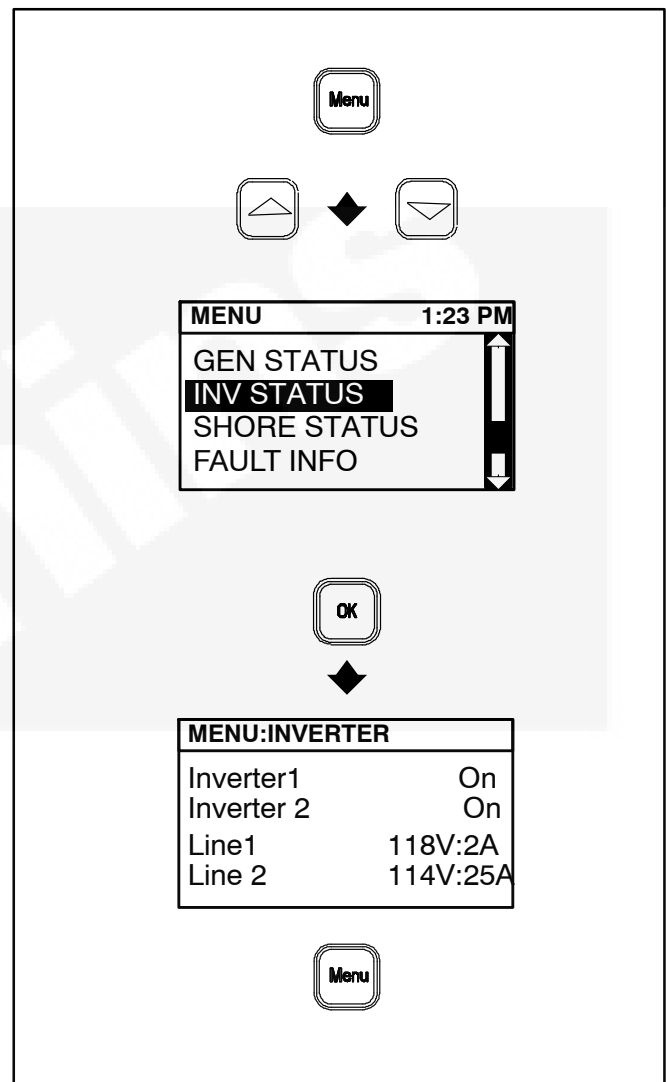 Menu
MENU 1:23 PM
GEN STATUS
INV STATUS
SHORE STATUS
FAULT INFO
OK
MENU:INVERTER
Inverter1 On
Inverter 2 On
Line1 118V:2A
Line 2 114V:25A
Menu